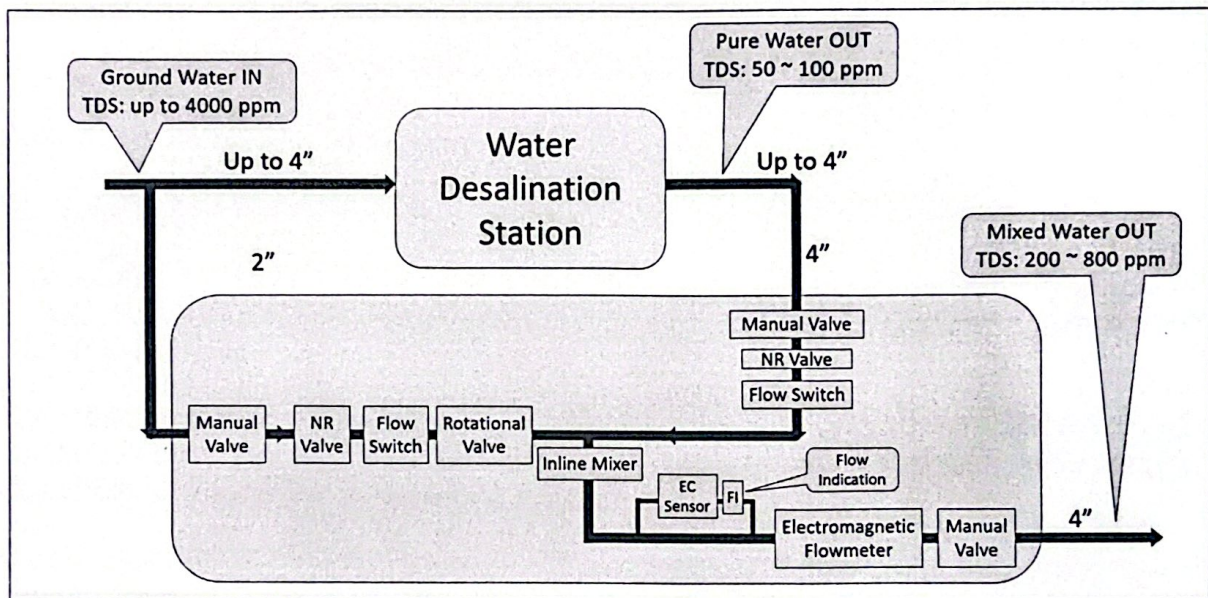 Ground Water IN
TDS: up to 4000 ppm
Pure Water OUT
TDS: 50 ~ 100 ppm
Up to 4”
Water
Desalination
Station
Up to 4”
Mixed Water OUT
TDS: 200 ~ 800 ppm
2”
4”
Manual Valve
NR Valve
Flow Switch
Manual
Valve
NR
Valve
Flow
Switch
Rotational
Valve
Inline Mixer
EC
Sensor
FI
Flow
Indication
Electromagnetic
Flowmeter
Manual
Valve
4”